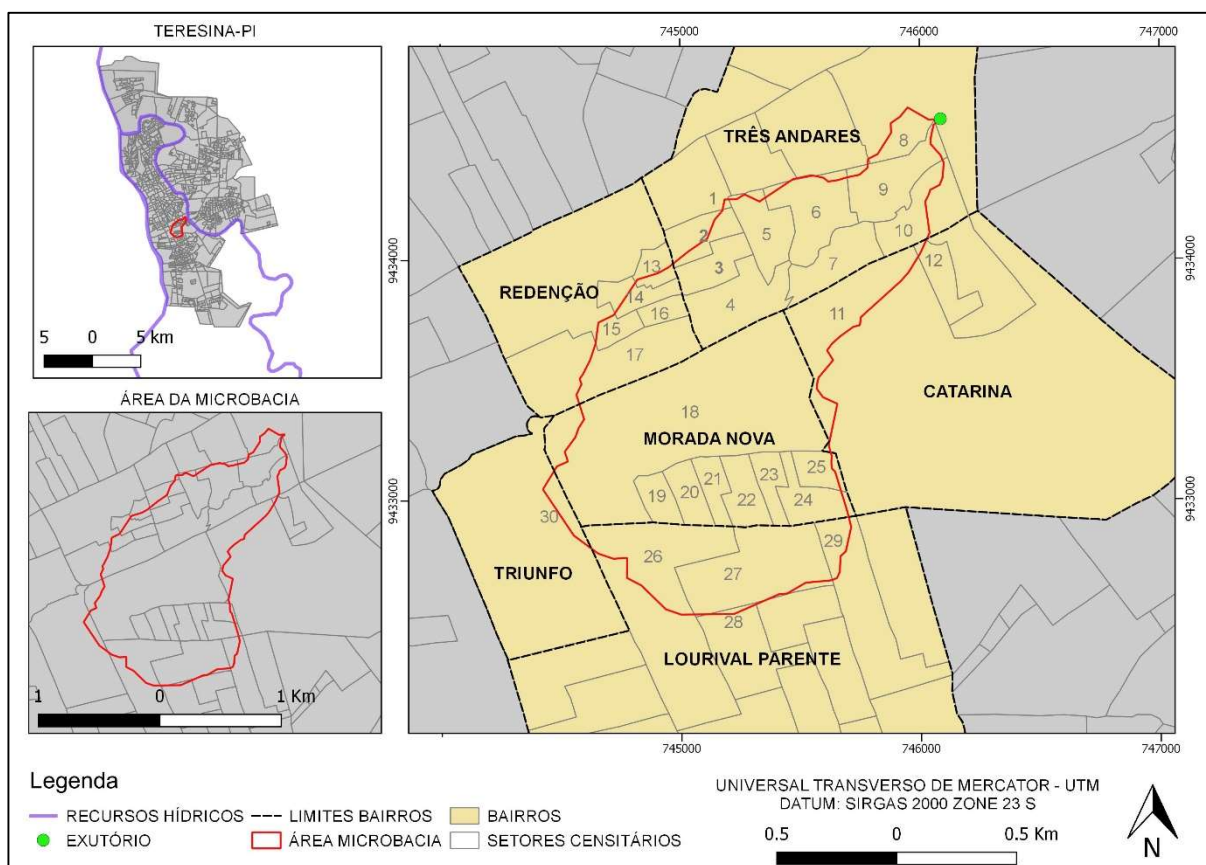 TERESINA-PI
5 0 5 km
ÁREA DA MICROBACIA
1 0 1 Km
745000 746000 747000
9434000
9433000
TRÊS ANDARES
8
9
1
6
2
5
10
13
3
7
12
REDENÇÃO
14
4
11
15
16
17
CATARINA
18
MORADA NOVA
25
21
23
19
20
22
24
30
29
26
TRIUNFO
27
28
LOURIVAL PARENTE
9434000
9433000
745000 746000 747000
Legenda
RECURSOS HÍDRICOS
LIMITES BAIRROS
BAIRROS
EXUTÓRIO
ÁREA MICROBACIA
SETORES CENSITÁRIOS
UNIVERSAL TRANSVERSO DE MERCATOR - UTM
DATUM: SIRGAS 2000 ZONE 23 S
0.5 0 0.5 Km
N